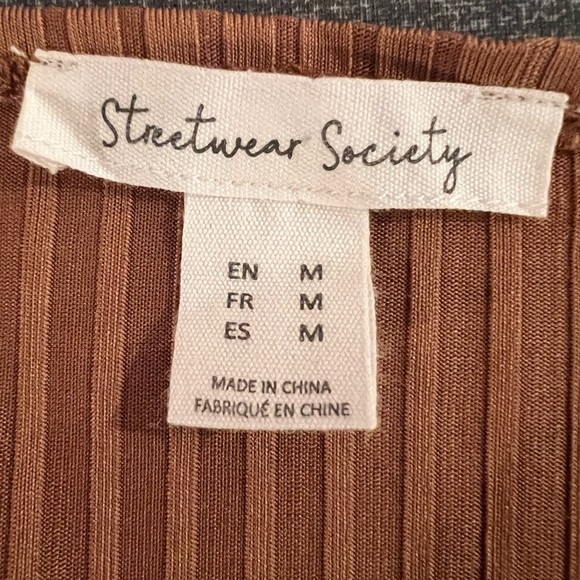 Streetwear Society
EN M
FR M
ES M
MADE IN CHINA
FABRIQUÉ EN CHINE